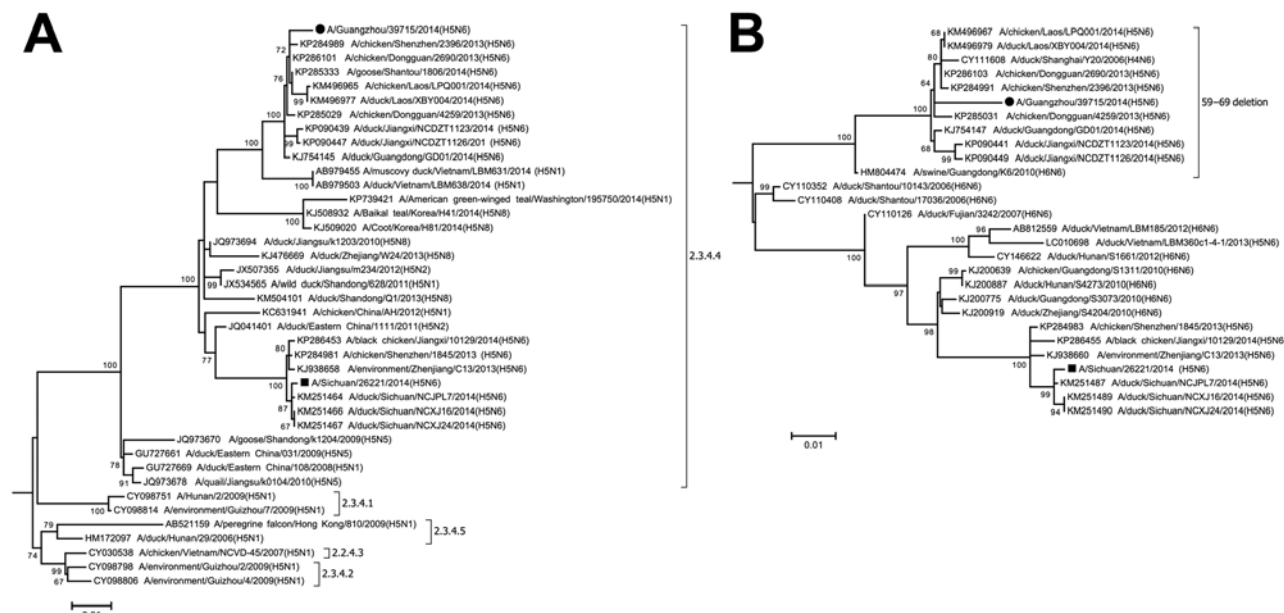 A
A/Guangzhou/39715/2014(H5N6)
KP284989 A/chicken/Shenzhen/2396/2013(H5N6)
72
KP286101 A/chicken/Dongguan/2690/2013(H5N6)
KP285333 A/goose/Shantou/1806/2014(H5N6)
76
KM496965 A/chicken/Laos/LPQ001/2014(H5N6)
99
KM496977 A/duck/Laos/XBY004/2014(H5N6)
KP285029 A/chicken/Dongguan/4259/2013(H5N6)
100
KP090439 A/duck/Jiangxi/NCDZT1123/2014 (H5N6)
99
KP090447 A/duck/Jiangxi/NCDZT1126/201 (H5N6)
KJ754145 A/duck/Guangdong/GD01/2014(H5N6)
AB979455 A/muscovy duck/Vietnam/LBM631/2014 (H5N1)
100
AB979503 A/duck/Vietnam/LBM638/2014 (H5N1)
100
KP739421 A/American green-winged teal/Washington/195750/2014(H5N1)
KJ508932 A/Baikal teal/Korea/H41/2014(H5N8)
100
KJ509020 A/Coot/Korea/H81/2014(H5N8)
JQ973694 A/duck/Jiangsu/k1203/2010(H5N8)
KJ476669 A/duck/Zhejiang/W24/2013(H5N8)
2.3.4.4
JX507355 A/duck/Jiangsu/m234/2012(H5N2)
100
99
JX534565 A/wild duck/Shandong/628/2011(H5N1)
KM504101 A/duck/Shandong/Q1/2013(H5N8)
KC631941 A/chicken/China/AH/2012(H5N1)
JQ041401 A/duck/Eastern China/1111/2011(H5N2)
KP286453 A/black chicken/Jiangxi/10129/2014(H5N6)
80
KP284981 A/chicken/Shenzhen/1845/2013 (H5N6)
77
KJ938658 A/environment/Zhenjiang/C13/2013(H5N6)
100
100
A/Sichuan/26221/2014(H5N6)
KM251464 A/duck/Sichuan/NCJPL7/2014(H5N6)
87
KM251466 A/duck/Sichuan/NCXJ16/2014(H5N6)
67
KM251467 A/duck/Sichuan/NCXJ24/2014(H5N6)
JQ973670 A/goose/Shandong/k1204/2009(H5N5)
GU727661 A/duck/Eastern China/031/2009(H5N5)
78
GU727669 A/duck/Eastern China/108/2008(H5N1)
91
JQ973678 A/quail/Jiangsu/k0104/2010(H5N5)
CY098751 A/Hunan/2/2009(H5N1)
2.3.4.1
100
CY098814 A/environment/Guizhou/7/2009(H5N1)
79
AB521159 A/peregrine falcon/Hong Kong/810/2009(H5N1)
2.3.4.5
HM172097 A/duck/Hunan/29/2006(H5N1)
74
CY030538 A/chicken/Vietnam/NCVD-45/2007(H5N1)
2.2.4.3
99
CY098798 A/environment/Guizhou/2/2009(H5N1)
2.3.4.2
67
CY098806 A/environment/Guizhou/4/2009(H5N1)
B
68
KM496967 A/chicken/Laos/LPQ001/2014(H5N6)
KM496979 A/duck/Laos/XBY004/2014(H5N6)
80
CY111608 A/duck/Shanghai/Y20/2006(H4N6)
KP286103 A/chicken/Dongguan/2690/2013(H5N6)
64
KP284991 A/chicken/Shenzhen/2396/2013(H5N6)
A/Guangzhou/39715/2014(H5N6)
59–69 deletion
100
KP285031 A/chicken/Dongguan/4259/2013(H5N6)
KJ754147 A/duck/Guangdong/GD01/2014(H5N6)
68
KP090441 A/duck/Jiangxi/NCDZT1123/2014(H5N6)
99
KP090449 A/duck/Jiangxi/NCDZT1126/2014(H5N6)
100
HM804474 A/swine/Guangdong/K6/2010(H6N6)
99
CY110352 A/duck/Shantou/10143/2006(H6N6)
CY110408 A/duck/Shantou/17036/2006(H6N6)
CY110126 A/duck/Fujian/3242/2007(H6N6)
96
AB812559 A/duck/Vietnam/LBM185/2012(H6N6)
100
LC010698 A/duck/Vietnam/LBM360c1-4-1/2013(H6N6)
CY146622 A/duck/Hunan/S1661/2012(H6N6)
100
KJ200639 A/chicken/Guangdong/S1311/2010(H6N6)
99
KJ200887 A/duck/Hunan/S4273/2010(H6N6)
97
KJ200775 A/duck/Guangdong/S3073/2010(H6N6)
KJ200919 A/duck/Zhejiang/S4204/2010(H6N6)
98
KP284983 A/chicken/Shenzhen/1845/2013(H5N6)
KP286455 A/black chicken/Jiangxi/10129/2014(H5N6
KJ938660 A/environment/Zhenjiang/C13/2013(H5N6)
100
A/Sichuan/26221/2014 (H5N6)
KM251487 A/duck/Sichuan/NCJPL7/2014(H5N6)
99
KM251489 A/duck/Sichuan/NCXJ16/2014(H5N6)
94
KM251490 A/duck/Sichuan/NCXJ24/2014(H5N6)
0.01